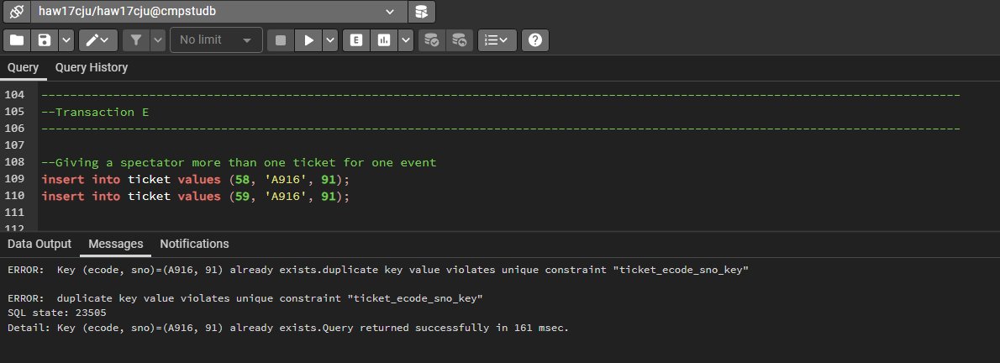 haw17cju/haw17cju@cmpstudb
No limit
E
Query Query History
104 ----------------------------------------------------------------------------------------------------------------------------------
105 --Transaction E
106 ----------------------------------------------------------------------------------------------------------------------------------
107
108 --Giving a spectator more than one ticket for one event
109 insert into ticket values (58, 'A916', 91);
110 insert into ticket values (59, 'A916', 91);
111
112
Data Output Messages Notifications
ERROR:  Key (ecode, sno)=(A916, 91) already exists.duplicate key value violates unique constraint "ticket_ecode_sno_key"
ERROR:  duplicate key value violates unique constraint "ticket_ecode_sno_key"
SQL state: 23505
Detail: Key (ecode, sno)=(A916, 91) already exists.Query returned successfully in 161 msec.